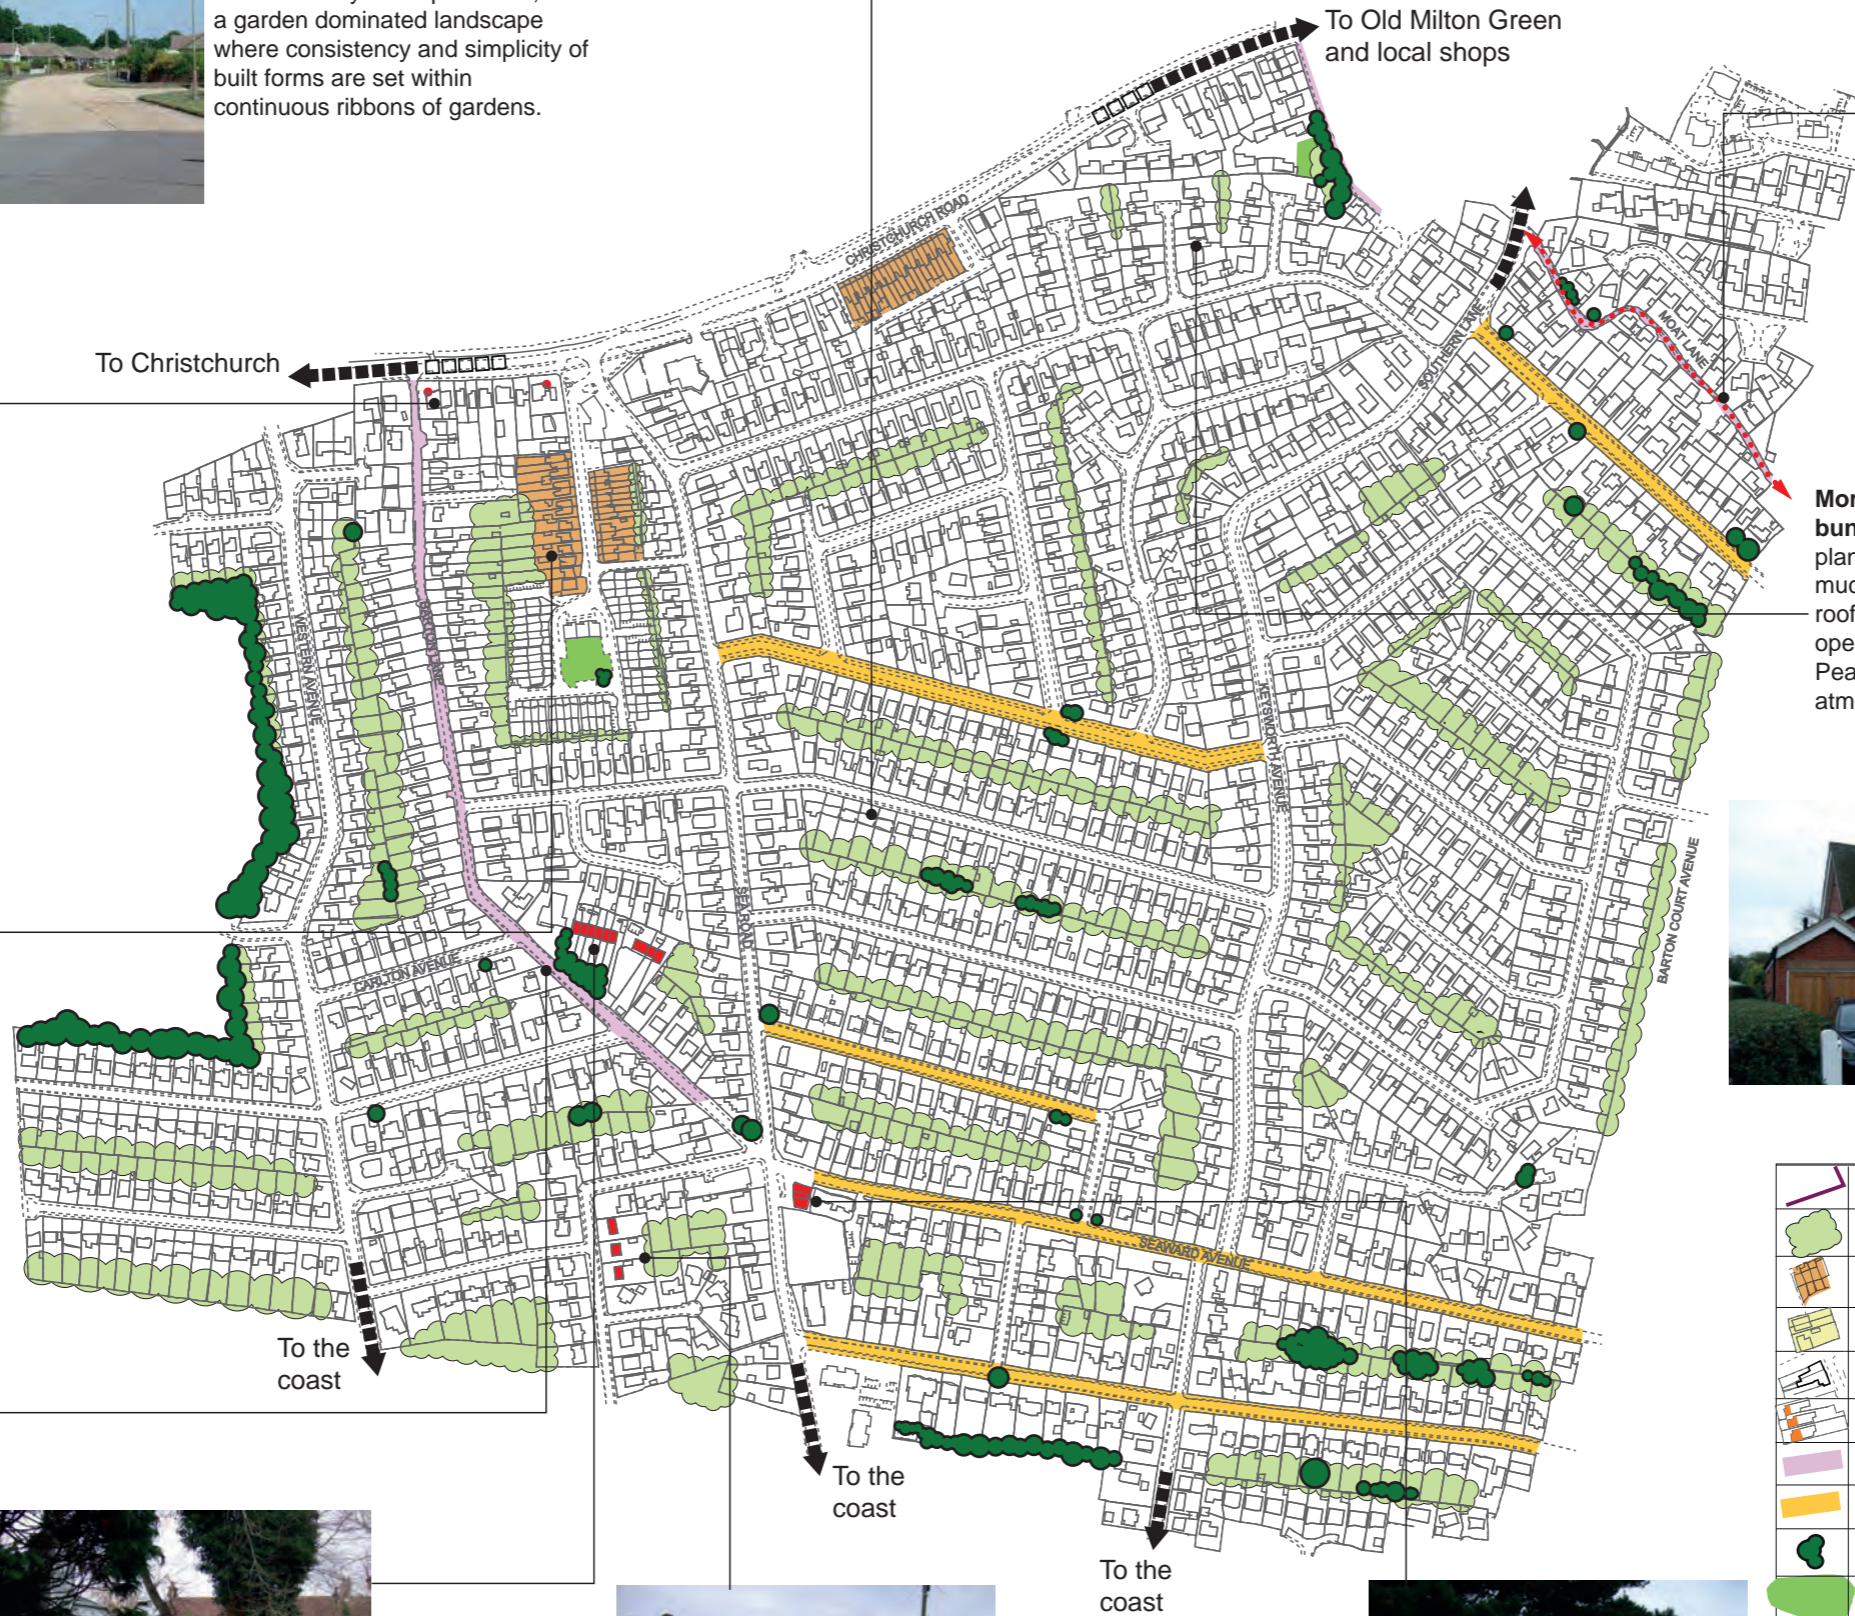 a garden dominated landscape
where consistency and simplicity of
built forms are set within
continuous ribbons of gardens.
To Old Milton Green
and local shops
CHRISTCHURCH ROAD
To Christchurch
SOUTHERN LANE
MOAT LANE
WESTERN AVENUE
BARTON LANE
KEYSWORTH AVENUE
SEA ROAD
CARLTON AVENUE
BARTON COURT AVENUE
SEAWARD AVENUE
To the
coast
To the
coast
To the
coast